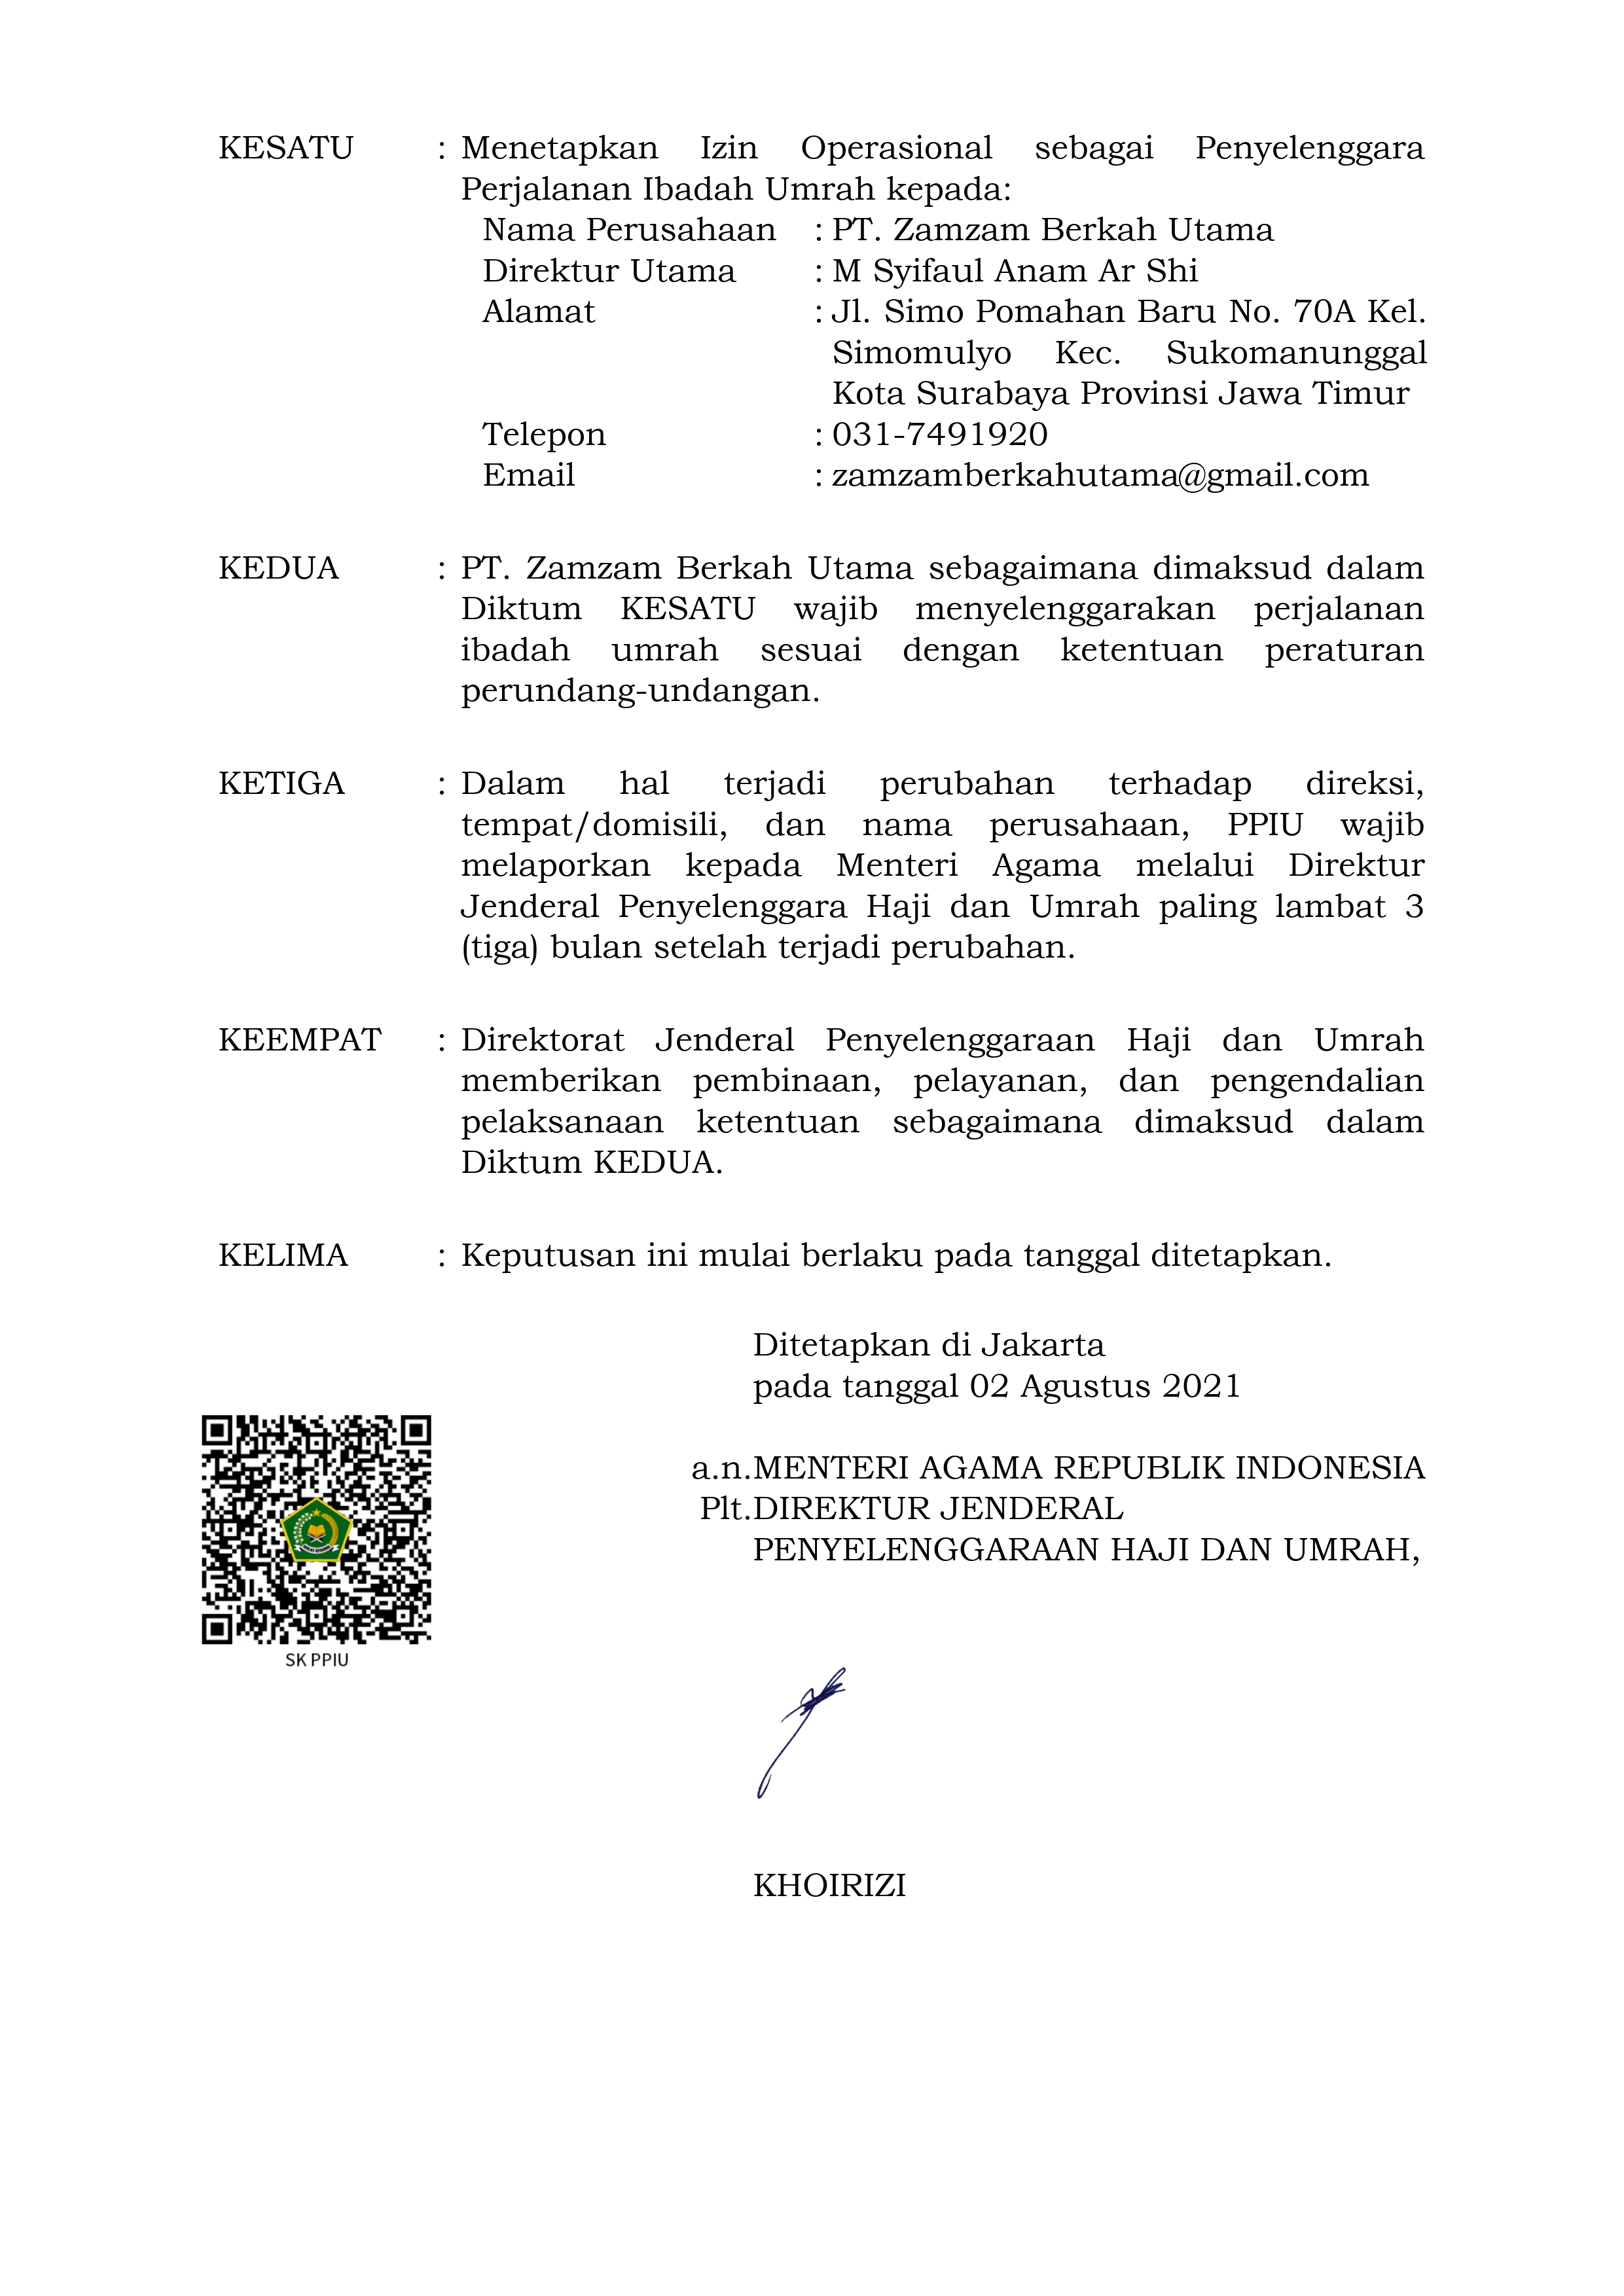 KESATU : Menetapkan Izin Operasional sebagai Penyelenggara
Perjalanan Ibadah Umrah kepada:
Nama Perusahaan : PT. Zamzam Berkah Utama
Direktur Utama : M Syifaul Anam Ar Shi
Alamat : Jl. Simo Pomahan Baru No. 70A Kel.
Simomulyo Kec. Sukomanunggal
Kota Surabaya Provinsi Jawa Timur
Telepon : 031-7491920
Email : zamzamberkahutama@gmail.com
KEDUA : PT. Zamzam Berkah Utama sebagaimana dimaksud dalam
Diktum KESATU wajib menyelenggarakan perjalanan
ibadah umrah sesuai dengan ketentuan peraturan
perundang-undangan.
KETIGA : Dalam hal terjadi perubahan terhadap direksi,
tempat/domisili, dan nama perusahaan, PPIU wajib
melaporkan kepada Menteri Agama melalui Direktur
Jenderal Penyelenggara Haji dan Umrah paling lambat 3
(tiga) bulan setelah terjadi perubahan.
KEEMPAT : Direktorat Jenderal Penyelenggaraan Haji dan Umrah
memberikan pembinaan, pelayanan, dan pengendalian
pelaksanaan ketentuan sebagaimana dimaksud dalam
Diktum KEDUA.
KELIMA : Keputusan ini mulai berlaku pada tanggal ditetapkan.
Ditetapkan di Jakarta
pada tanggal 02 Agustus 2021
a.n.MENTERI AGAMA REPUBLIK INDONESIA
Plt.DIREKTUR JENDERAL
PENYELENGGARAAN HAJI DAN UMRAH,
SK PPIU
KHOIRIZI